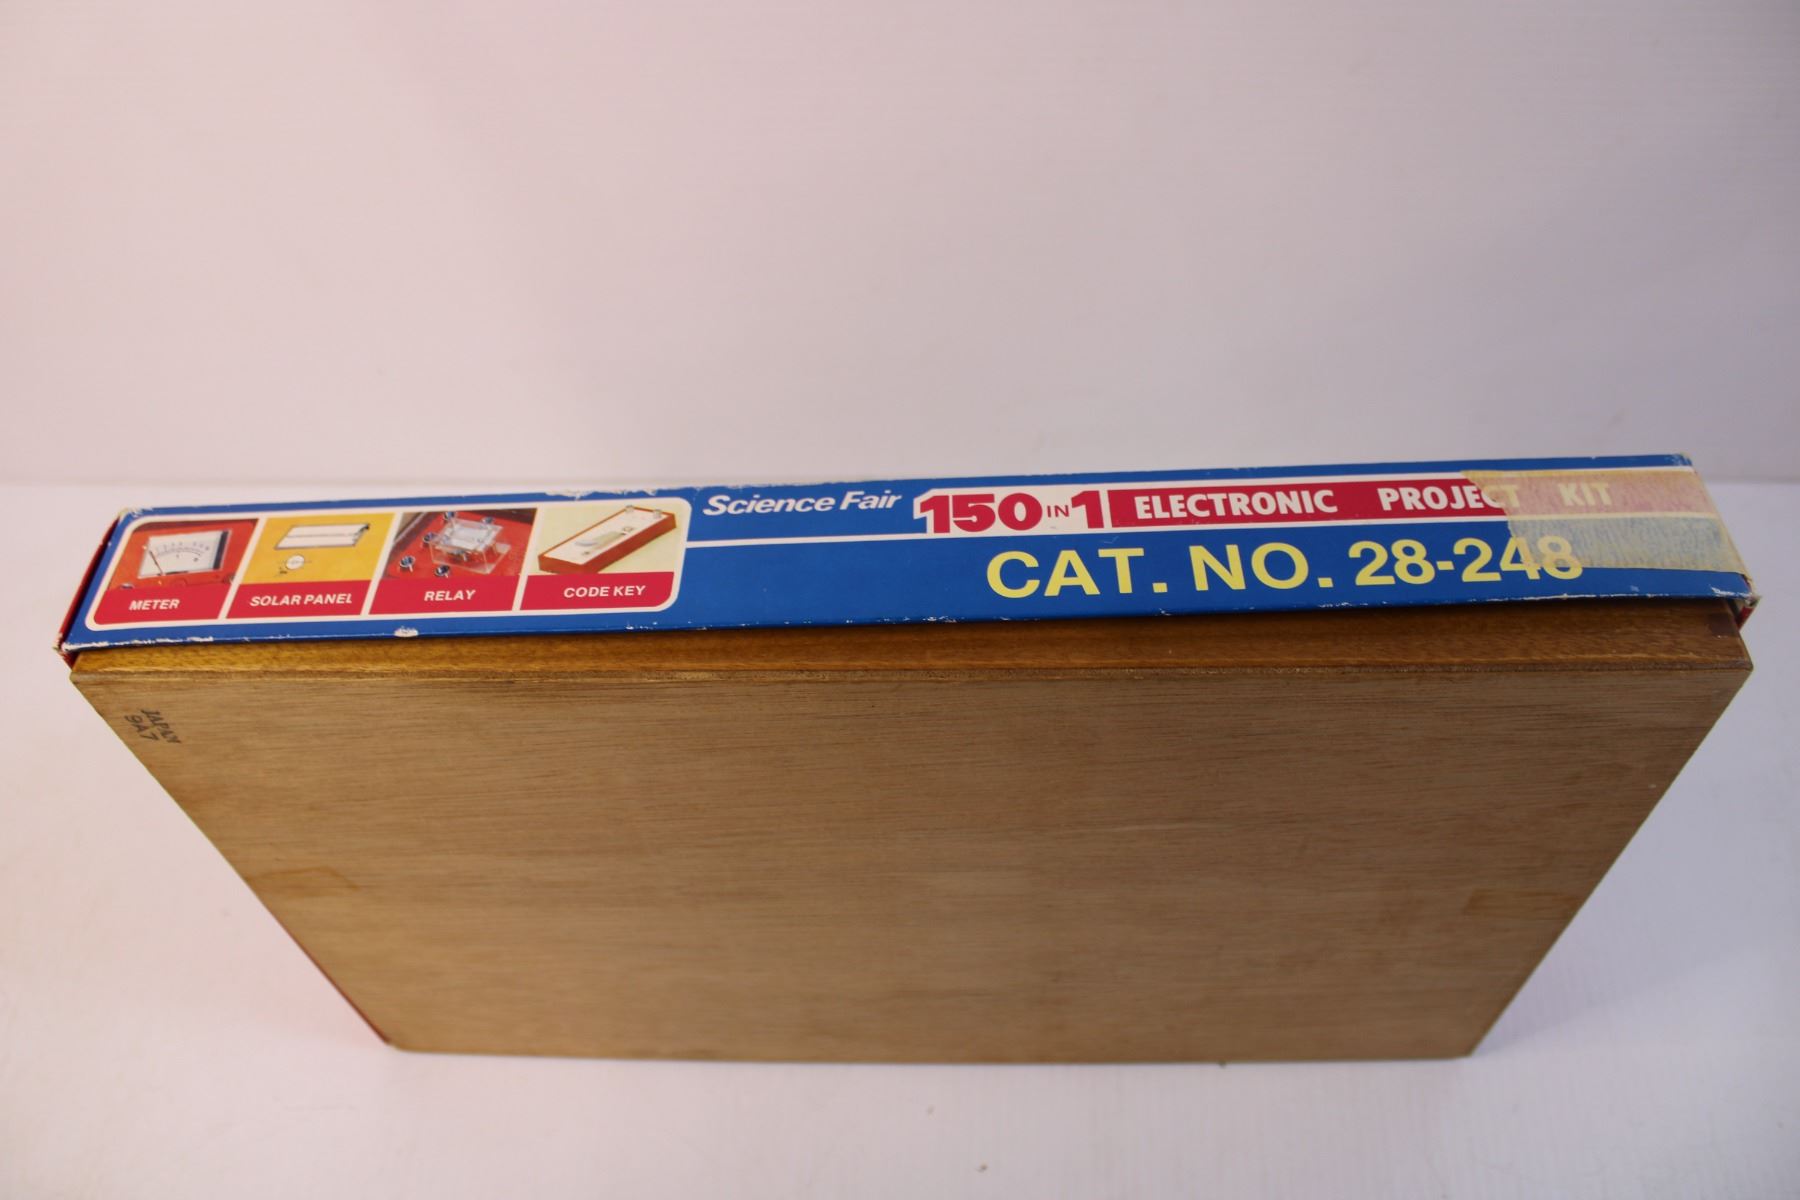 Science Fair 150 IN 1 ELECTRONIC PROJECT KIT
CAT. NO. 28-248
METER
SOLAR PANEL
RELAY
CODE KEY
JAPAN
9A7